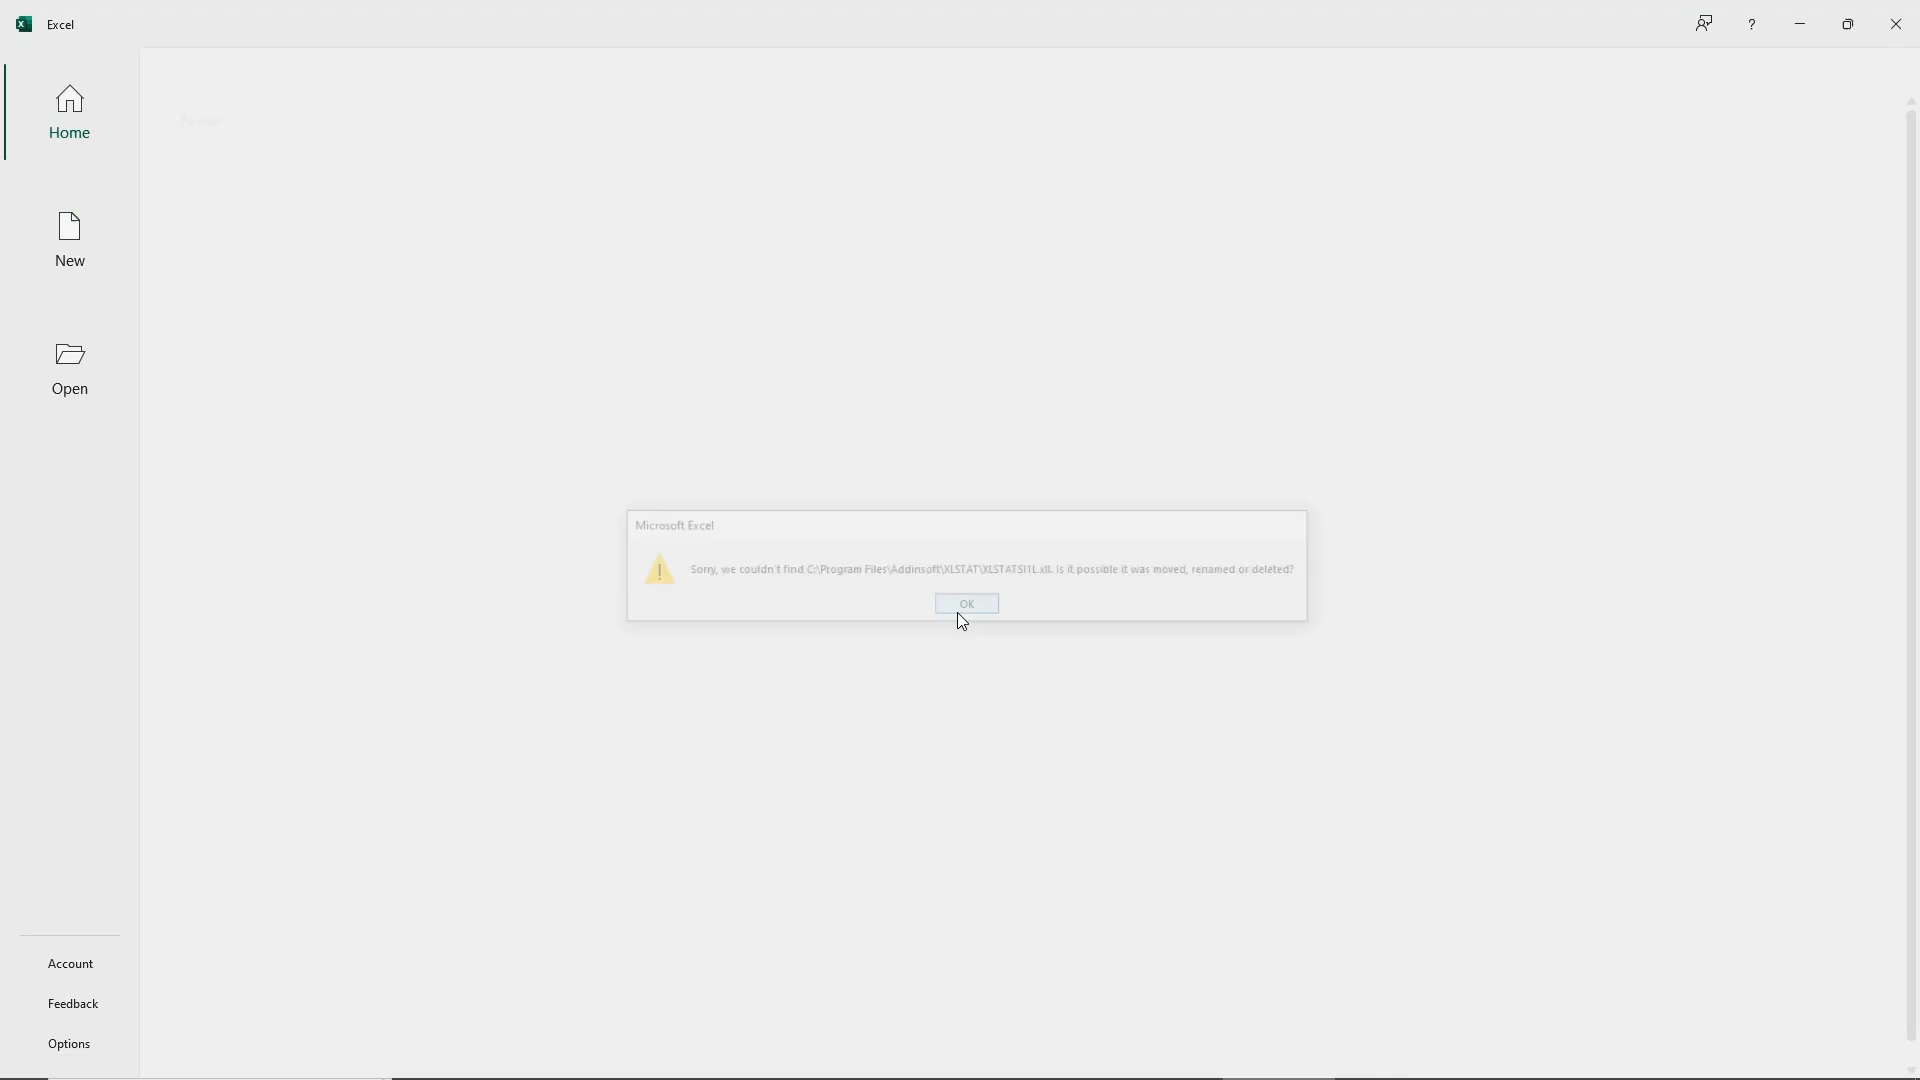 Excel
?
Home
New
Open
Microsoft Excel
Sorry, we couldn't find C:\Program Files\Addinsoft\XLSTAT\XLSTATSI1L.xll. Is it possible it was moved, renamed or deleted?
OK
Account
Feedback
Options